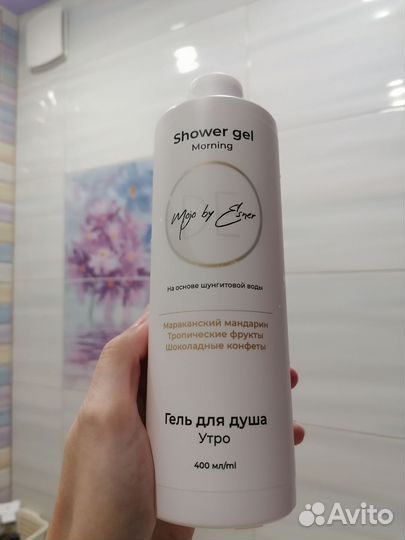 Shower gel
Morning
Mojo by Elsner
На основе шунгитовой воды
Мараканский мандарин
Тропические фрукты
Шоколадные конфеты
Гель для душа
Утро
400 мл/ml
Avito